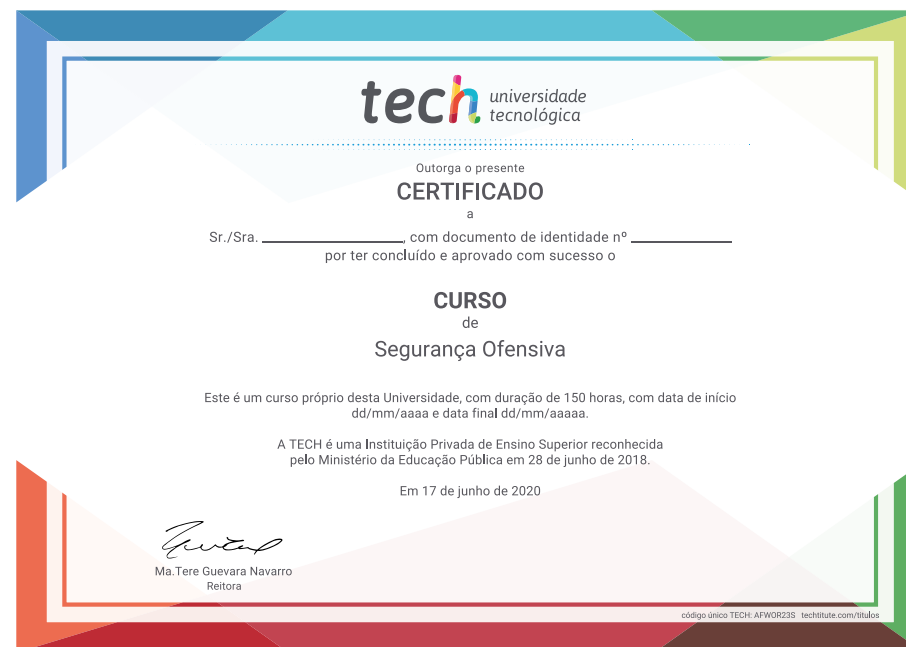 tech universidade
tecnológica
Outorga o presente
CERTIFICADO
a
Sr./Sra. ____________, com documento de identidade nº ____________
por ter concluído e aprovado com sucesso o
CURSO
de
Segurança Ofensiva
Este é um curso próprio desta Universidade, com duração de 150 horas, com data de início
dd/mm/aaaa e data final dd/mm/aaaaa.
A TECH é uma Instituição Privada de Ensino Superior reconhecida
pelo Ministério da Educação Pública em 28 de junho de 2018.
Em 17 de junho de 2020
Ma.Tere Guevara Navarro
Reitora
código único TECH: AFWOR23S techtitute.com/títulos